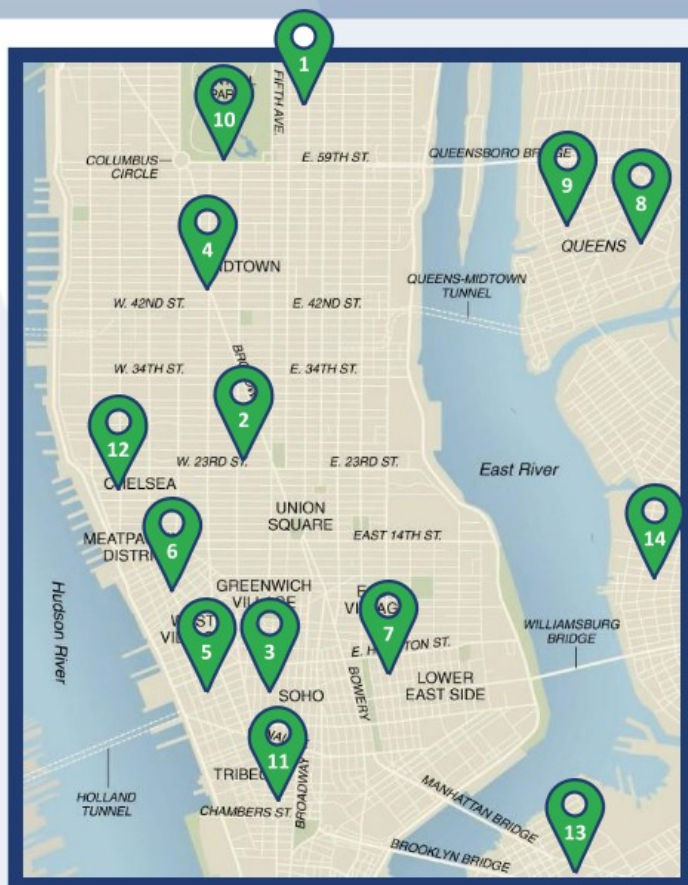 1
10
FIFTH AVE.
COLUMBUS
CIRCLE
E. 59TH ST.
9
8
QUEENS
4
QUEENS-MIDTOWN
TUNNEL
W. 42ND ST.
E. 42ND ST.
W. 34TH ST.
E. 34TH ST.
2
12
W. 23RD ST.
E. 23RD ST.
East River
UNION
SQUARE
EAST 14TH ST.
6
14
GREENWICH
Hudson River
WILLIAMSBURG
BRIDGE
5
3
7
LOWER
EAST SIDE
SOHO
BOWERY
11
HOLLAND
TUNNEL
CHAMBERS ST.
BROADWAY
MANHATTAN BRIDGE
BROOKLYN BRIDGE
13